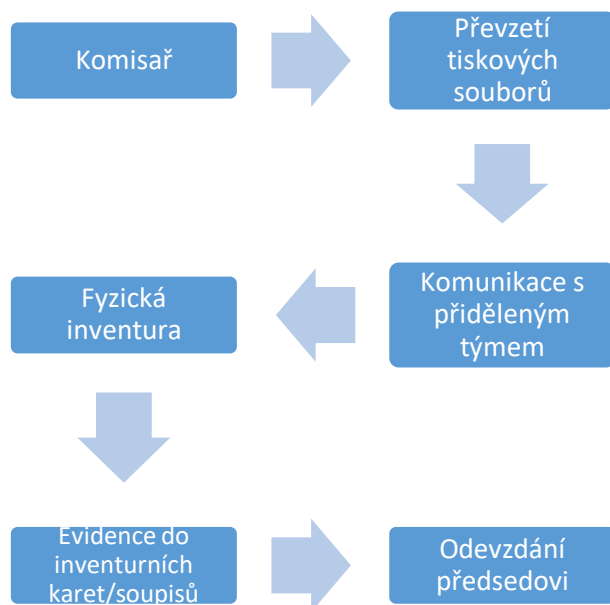 Komisař
Převzetí
tiskových
souborů
Komunikace s
přiděleným
týmem
Fyzická
inventura
Evidence do
inventurních
karet/soupisů
Odevzdání
předsedovi